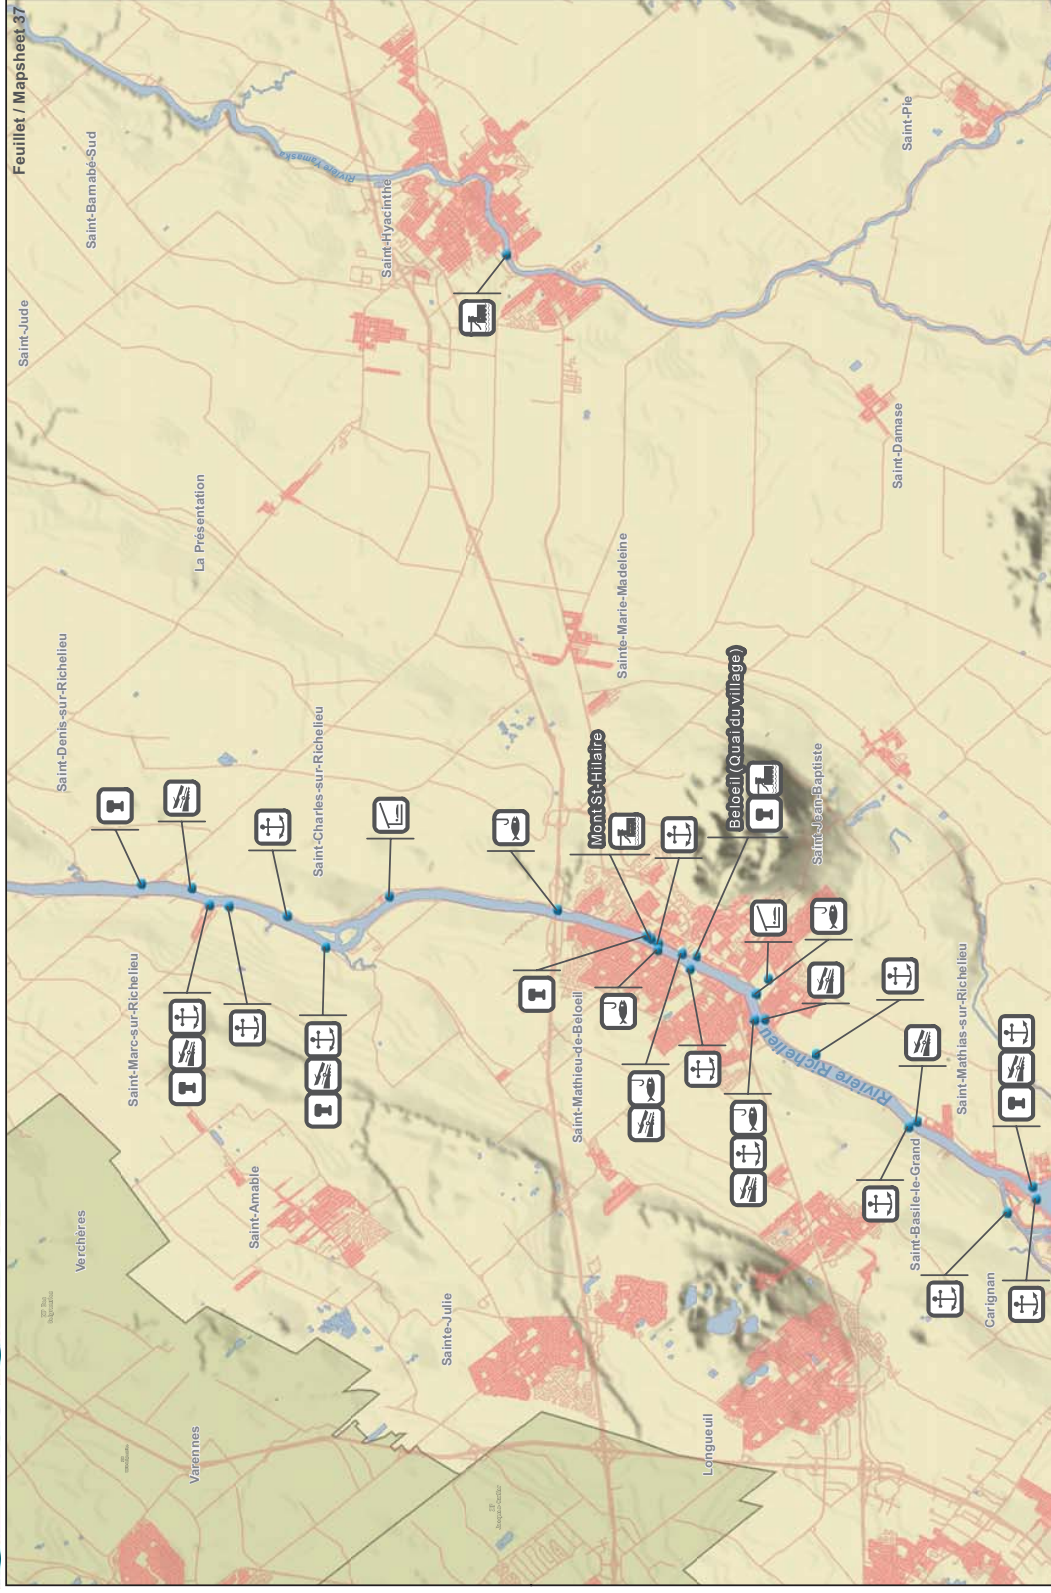 Feuillet / Mapsheet 37
Saint-Jude
Saint-Barnabé-Sud
Rivière Yamaska
Saint-Hyacinthe
Saint-Pie
La Présentation
Saint-Damase
Saint-Denis-sur-Richelieu
Sainte-Marie-Madeleine
Saint-Charles-sur-Richelieu
Mont St-Hilaire
Beloeil (Quai du village)
Saint-Jean-Baptiste
Saint-Marc-sur-Richelieu
Saint-Mathieu-de-Beloeil
Rivière Richelieu
Saint-Mathias-sur-Richelieu
Verchères
Saint-Amable
Saint-Basile-le-Grand
Sainte-Julie
Carignan
Varennes
Longueuil